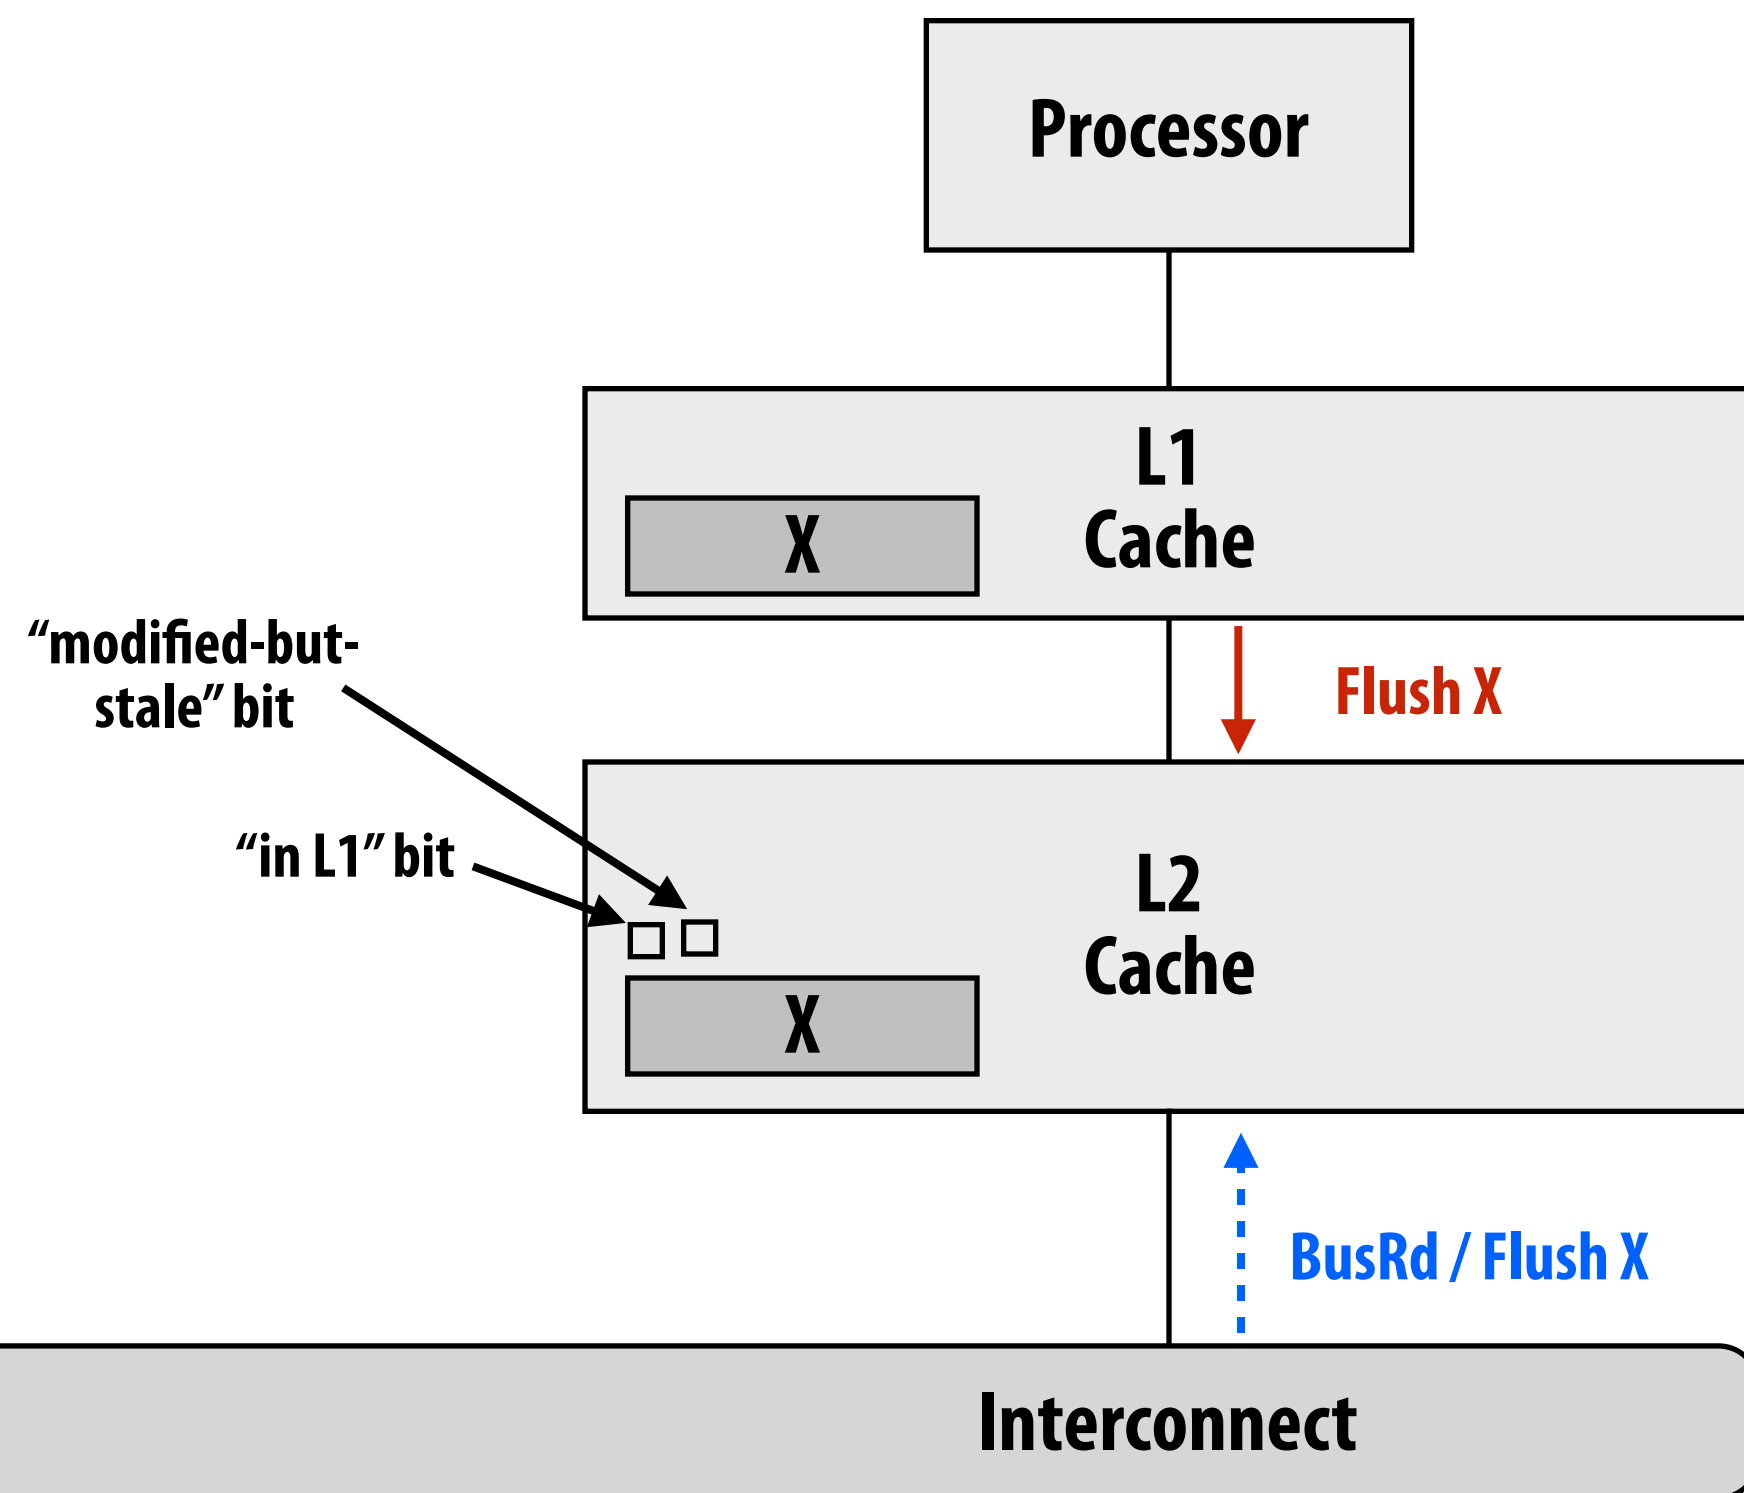 Processor
L1
Cache
X
“modified-but-
stale” bit
Flush X
“in L1” bit
L2
Cache
X
BusRd / Flush X
Interconnect